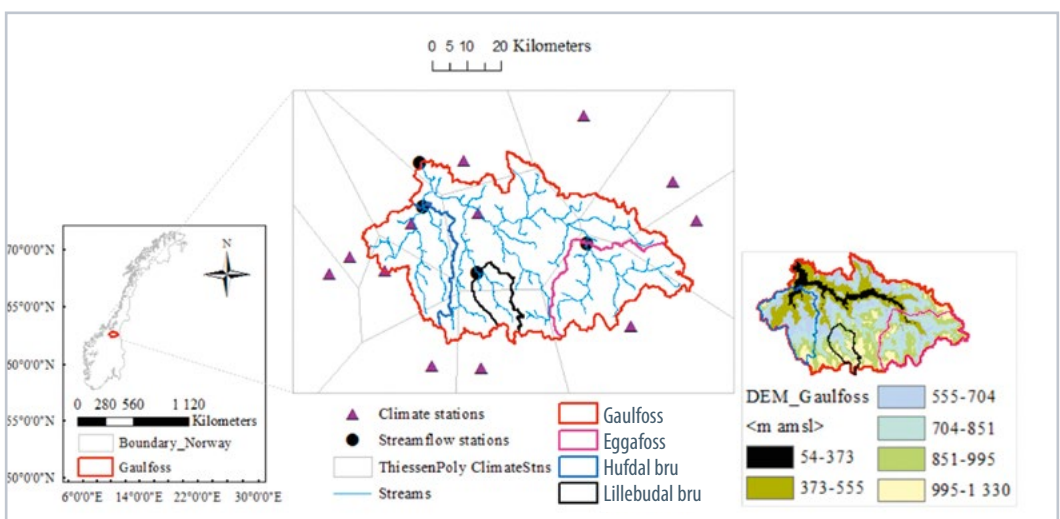 0 5 10 20 Kilometers
N
70°0'0"N
65°0'0"N
60°0'0"N
55°0'0"N
50°0'0"N
0 280 560 1 120
Kilometers
Boundary_Norway
Gaulfoss
6°0'0"E 14°0'0"E 22°0'0"E 30°0'0"E
Climate stations
Streamflow stations
ThiessenPoly ClimateStns
Streams
Gaulfoss
Eggafoss
Hufdal bru
Lillebudal bru
DEM_Gaulfoss
<m amsl>
54-373
373-555
555-704
704-851
851-995
995-1 330